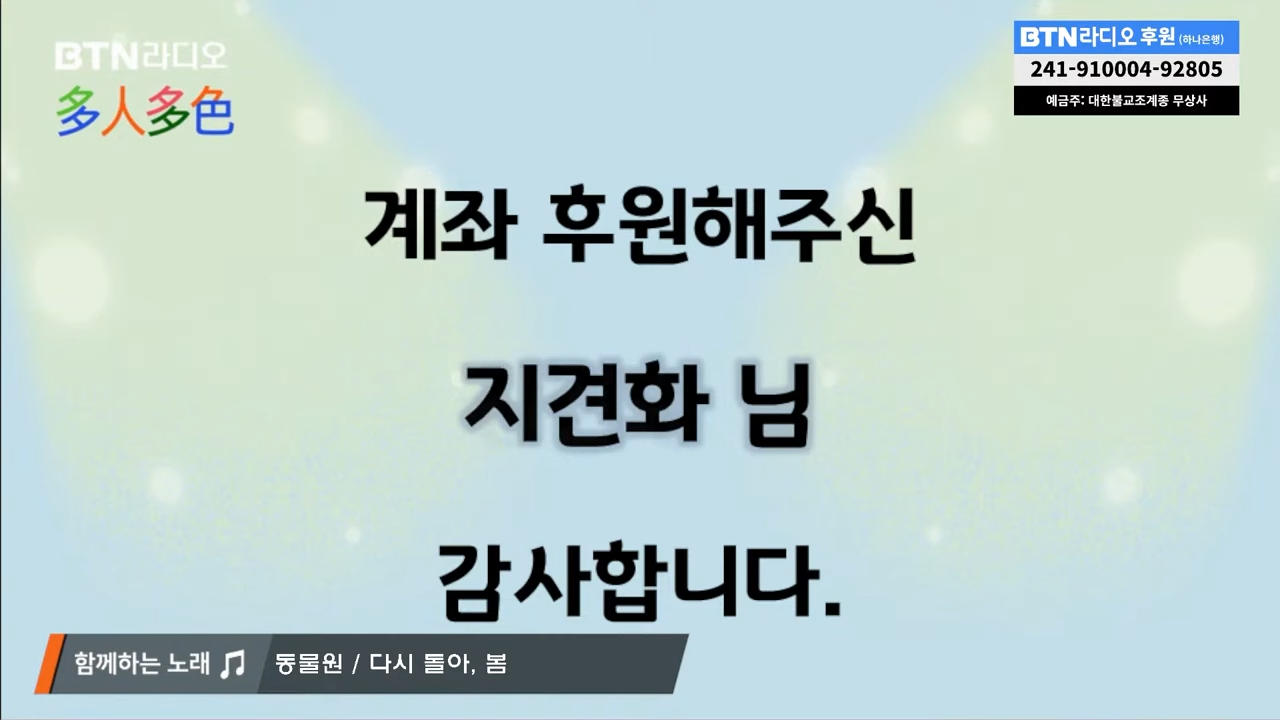 BTN라디오
多人多色
BTN라디오 후원 (하나은행)
241-910004-92805
예금주: 대한불교조계종 무상사
계좌 후원해주신
지견화 님
감사합니다.
함께하는 노래
동물원 / 다시 돌아, 봄